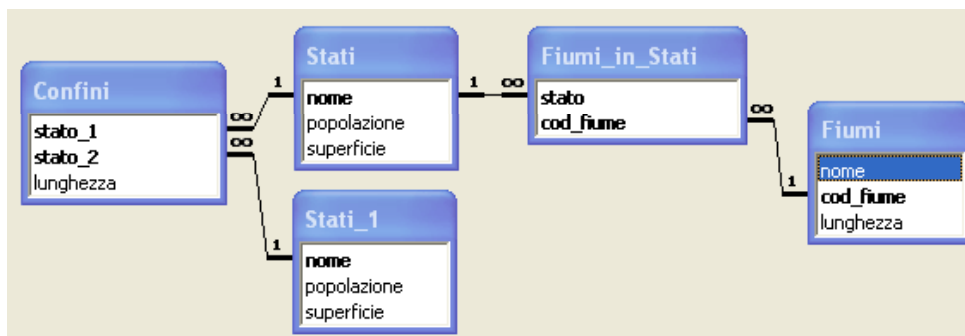 Confini
stato_1
stato_2
lunghezza
∞
∞
1
1
Stati
nome
popolazione
superficie
Stati_1
nome
popolazione
superficie
1
∞
Fiumi_in_Stati
stato
cod_fiume
∞
1
Fiumi
nome
cod_fiume
lunghezza